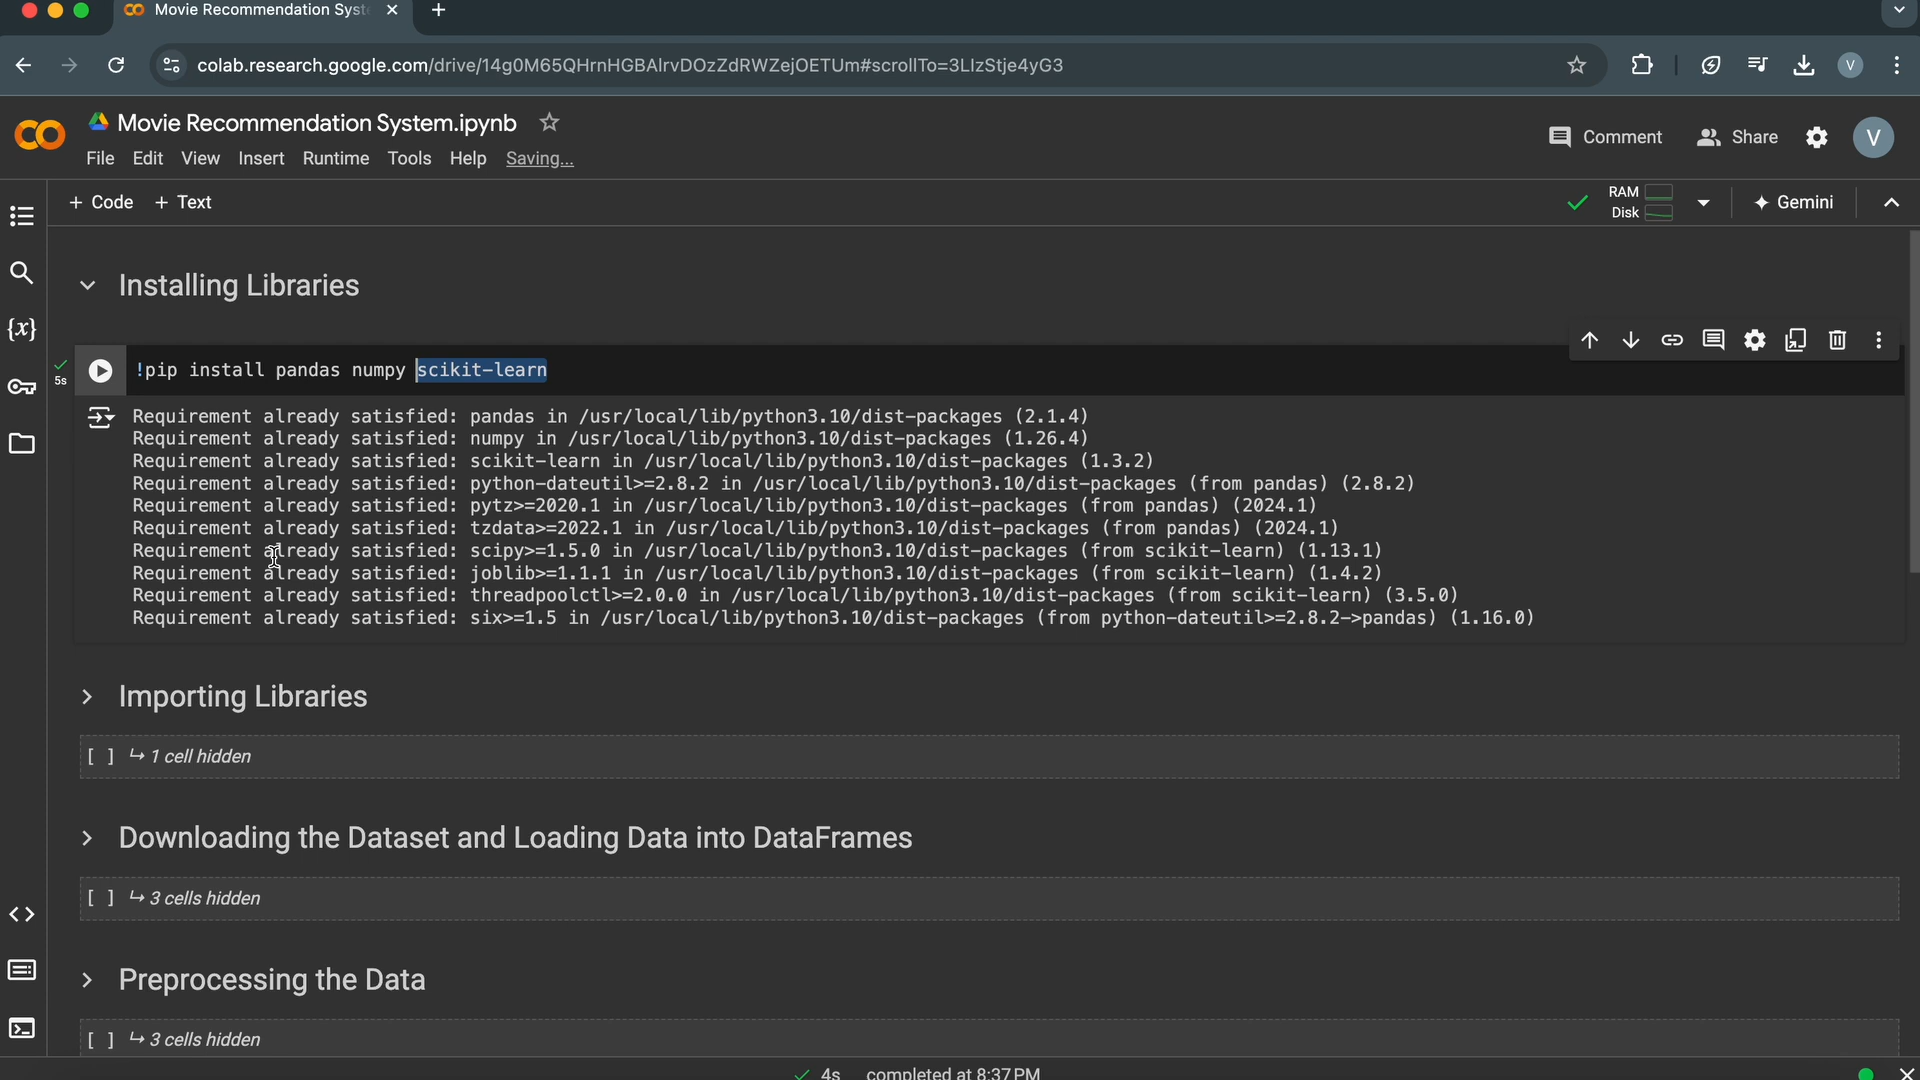 Movie Recommendation Syst
colab.research.google.com/drive/14g0M65QHrnHGBAlrvDOzZdRWZejOETUm#scrollTo=3LIzStje4yG3
V
Movie Recommendation System.ipynb
Comment
Share
V
File Edit View Insert Runtime Tools Help Saving...
+ Code + Text
RAM
Disk
Gemini
Installing Libraries
!pip install pandas numpy scikit-learn
5s
Requirement already satisfied: pandas in /usr/local/lib/python3.10/dist-packages (2.1.4)
Requirement already satisfied: numpy in /usr/local/lib/python3.10/dist-packages (1.26.4)
Requirement already satisfied: scikit-learn in /usr/local/lib/python3.10/dist-packages (1.3.2)
Requirement already satisfied: python-dateutil>=2.8.2 in /usr/local/lib/python3.10/dist-packages (from pandas) (2.8.2)
Requirement already satisfied: pytz>=2020.1 in /usr/local/lib/python3.10/dist-packages (from pandas) (2024.1)
Requirement already satisfied: tzdata>=2022.1 in /usr/local/lib/python3.10/dist-packages (from pandas) (2024.1)
Requirement already satisfied: scipy>=1.5.0 in /usr/local/lib/python3.10/dist-packages (from scikit-learn) (1.13.1)
Requirement already satisfied: joblib>=1.1.1 in /usr/local/lib/python3.10/dist-packages (from scikit-learn) (1.4.2)
Requirement already satisfied: threadpoolctl>=2.0.0 in /usr/local/lib/python3.10/dist-packages (from scikit-learn) (3.5.0)
Requirement already satisfied: six>=1.5 in /usr/local/lib/python3.10/dist-packages (from python-dateutil>=2.8.2->pandas) (1.16.0)
Importing Libraries
[ ] ↳ 1 cell hidden
Downloading the Dataset and Loading Data into DataFrames
[ ] ↳ 3 cells hidden
Preprocessing the Data
[ ] ↳ 3 cells hidden
4s completed at 8:37 PM